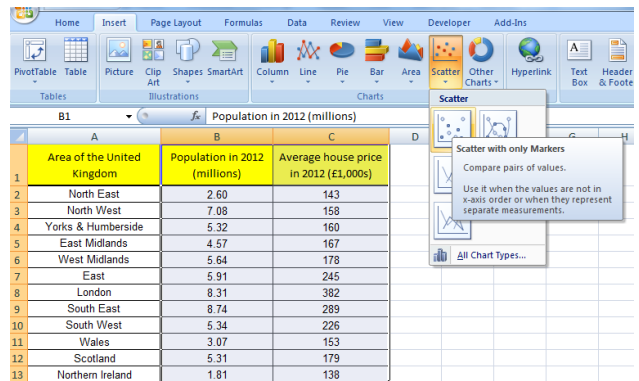 Home Insert Page Layout Formulas Data Review View Developer Add-Ins
PivotTable Table Picture Clip Art Shapes SmartArt Column Line Pie Bar Area Scatter Other Charts Hyperlink Text Box Header & Foote
Tables Illustrations Charts
B1 fx Population in 2012 (millions)
Scatter
Scatter with only Markers
Compare pairs of values.
Use it when the values are not in
x-axis order or when they represent
separate measurements.
All Chart Types...
A B C D G H
1 Area of the United Kingdom Population in 2012 (millions) Average house price in 2012 (£1,000s)
2 North East 2.60 143
3 North West 7.08 158
4 Yorks & Humberside 5.32 160
5 East Midlands 4.57 167
6 West Midlands 5.64 178
7 East 5.91 245
8 London 8.31 382
9 South East 8.74 289
10 South West 5.34 226
11 Wales 3.07 153
12 Scotland 5.31 179
13 Northern Ireland 1.81 138